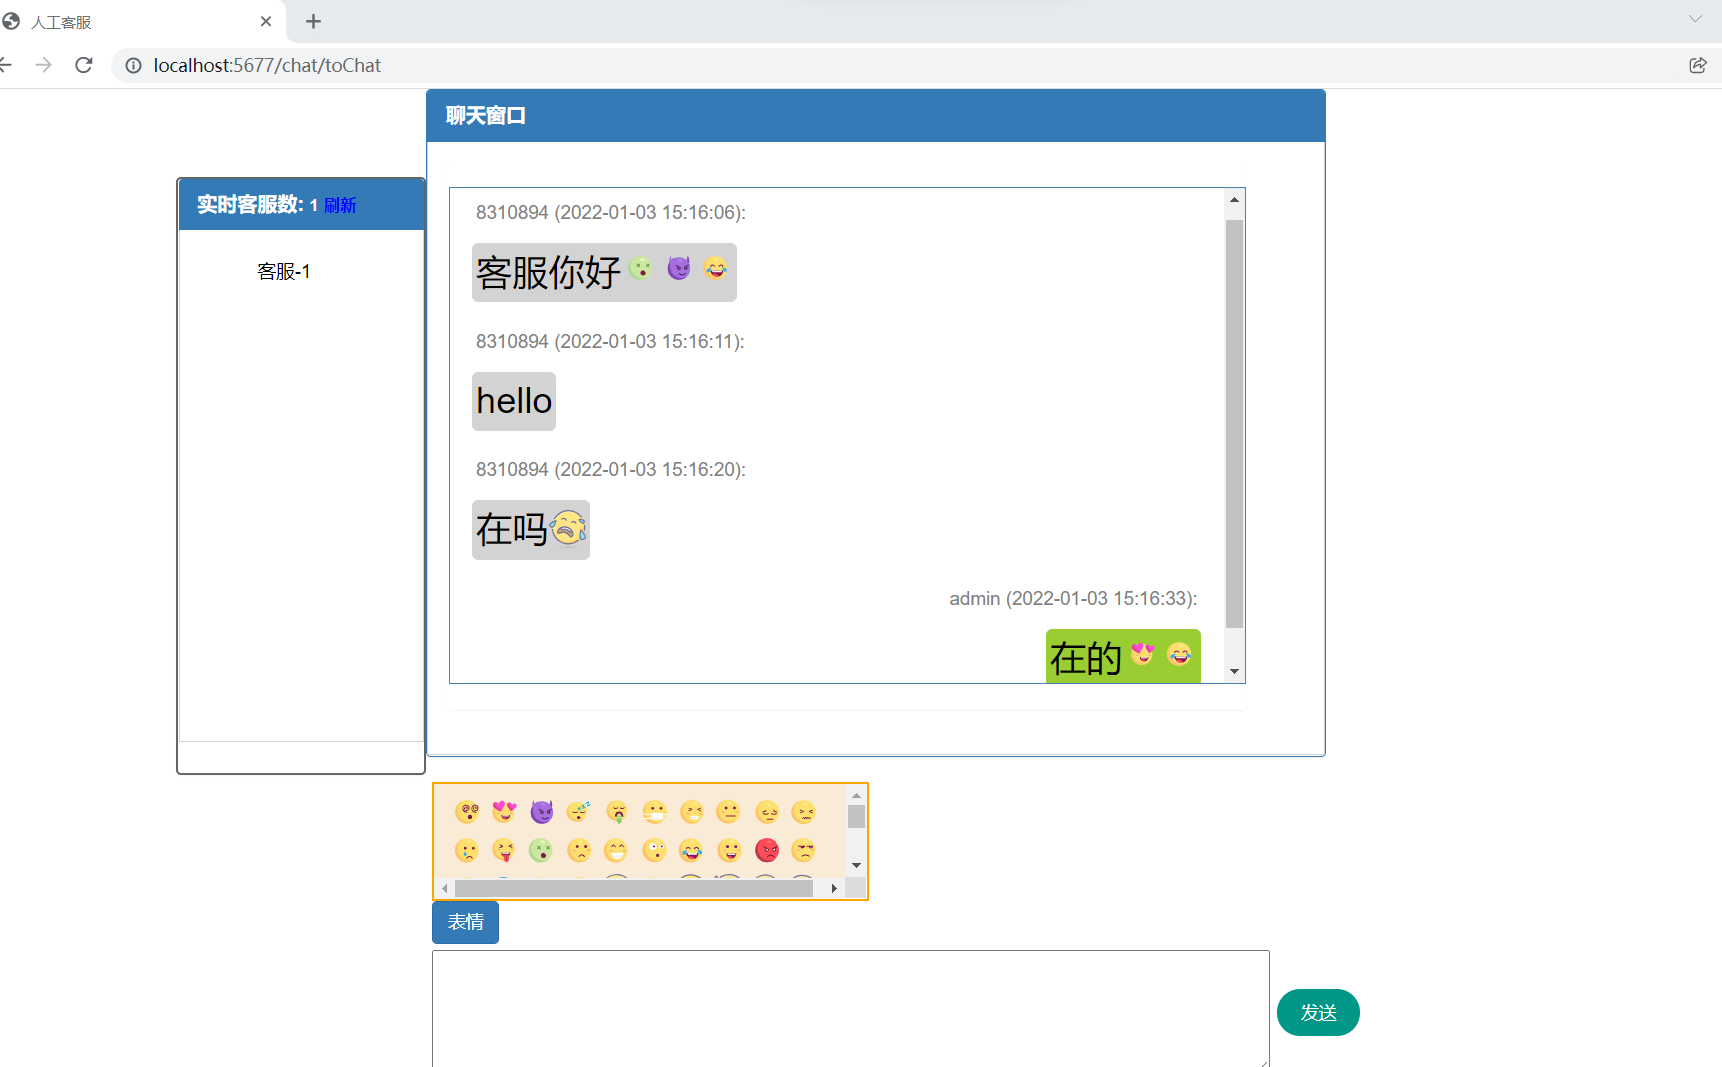 人工客服
localhost:5677/chat/toChat
聊天窗口
实时客服数: 1 刷新
客服-1
8310894 (2022-01-03 15:16:06):
客服你好
8310894 (2022-01-03 15:16:11):
hello
8310894 (2022-01-03 15:16:20):
在吗
admin (2022-01-03 15:16:33):
在的
表情
发送